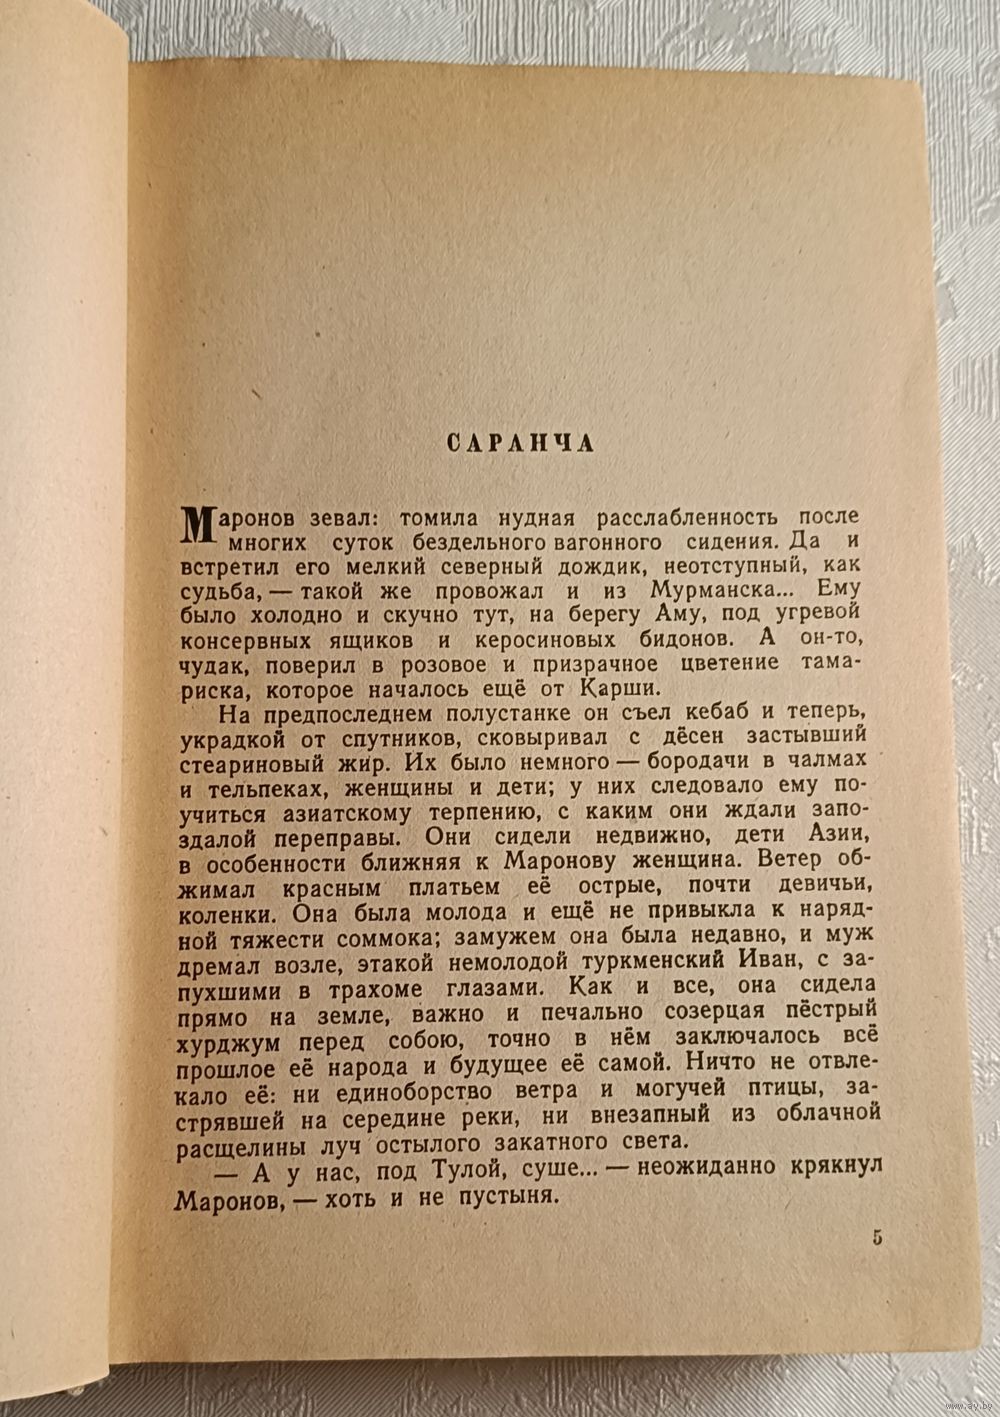 САРАНЧА
Маронов зевал: томила нудная расслабленность после
многих суток бездельного вагонного сидения. Да и
встретил его мелкий северный дождик, неотступный, как
судьба, — такой же провожал и из Мурманска... Ему
было холодно и скучно тут, на берегу Аму, под угревой
консервных ящиков и керосиновых бидонов. А он-то,
чудак, поверил в розовое и призрачное цветение тама-
риска, которое началось ещё от Карши.
На предпоследнем полустанке он съел кебаб и теперь,
украдкой от спутников, сковыривал с дёсен застывший
стеариновый жир. Их было немного — бородачи в чалмах
и тельпеках, женщины и дети; у них следовало ему по-
учиться азиатскому терпению, с каким они ждали запо-
здалой переправы. Они сидели недвижно, дети Азии,
в особенности ближняя к Маронову женщина. Ветер об-
жимал красным платьем её острые, почти девичьи,
коленки. Она была молода и ещё не привыкла к наряд-
ной тяжести соммока; замужем она была недавно, и муж
дремал возле, этакой немолодой туркменский Иван, с за-
пухшими в трахоме глазами. Как и все, она сидела
прямо на земле, важно и печально созерцая пёстрый
хурджум перед собою, точно в нём заключалось всё
прошлое её народа и будущее её самой. Ничто не отвле-
кало её: ни единоборство ветра и могучей птицы, за-
стрявшей на середине реки, ни внезапный из облачной
расщелины луч остылого закатного света.
— А у нас, под Тулой, суше... — неожиданно крякнул
Маронов, — хоть и не пустыня.
5
www.ay.by